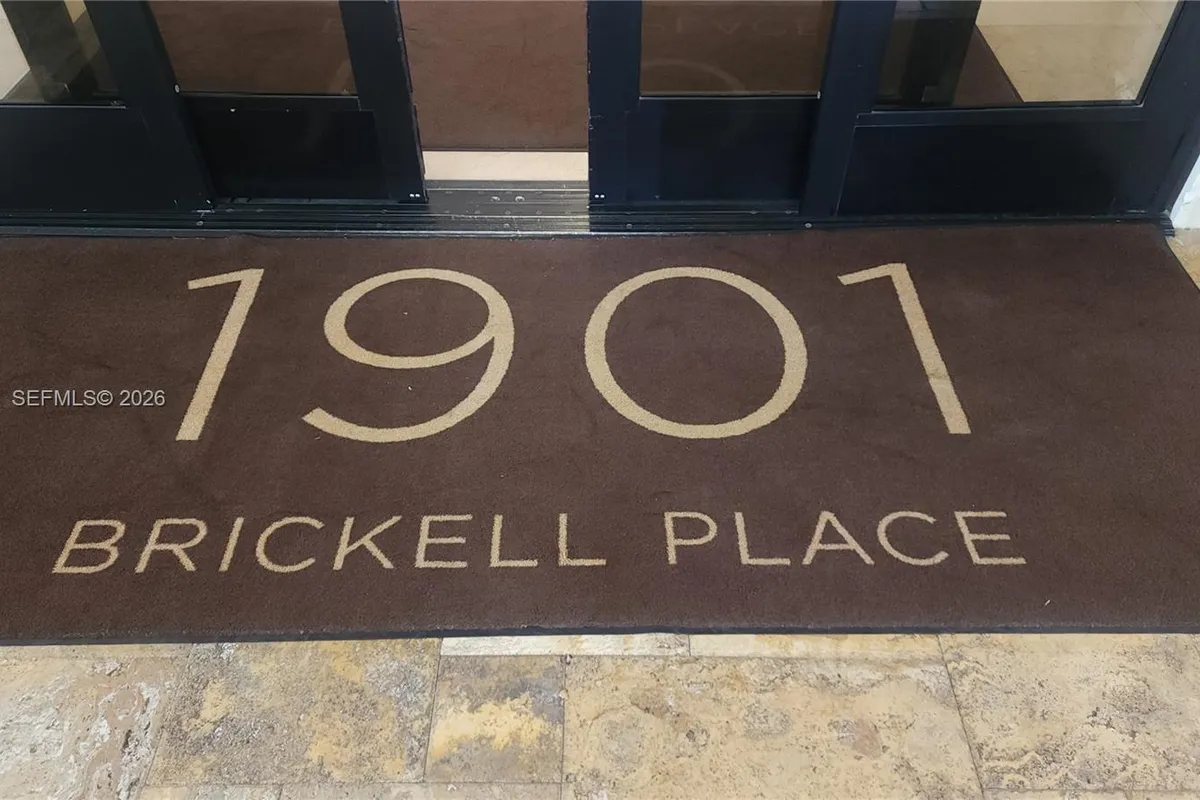 1901
SEFMLS© 2026
BRICKELL PLACE